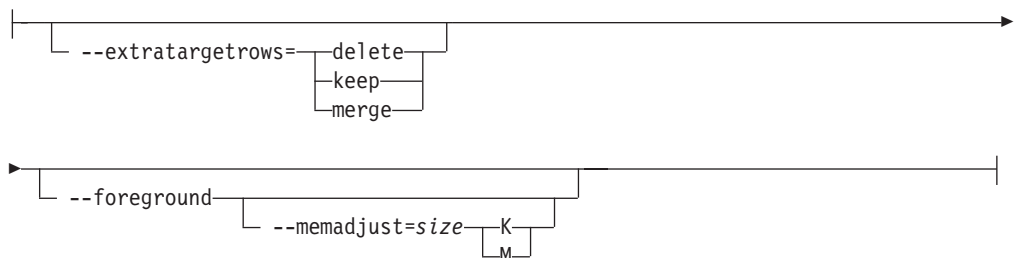 --extratargetrows= delete
keep
merge
--foreground
--memadjust=size K
M